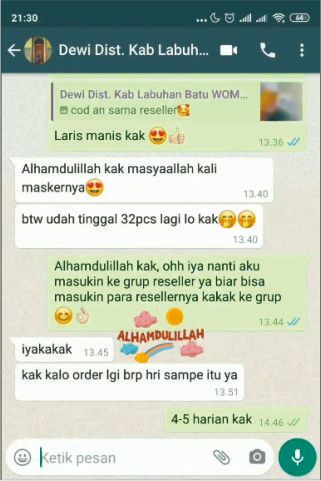 21:30
64
Dewi Dist. Kab Labuh...
Dewi Dist. Kab Labuhan Batu WOM...
cod an sama reseller🥰
Laris manis kak 😍👍🏻
13.36
Alhamdulillah kak masyaallah kali
maskernya😍
13.40
btw udah tinggal 32pcs lagi lo kak🤭🤭
13.40
Alhamdulillah kak, ohh iya nanti aku
masukin ke grup reseller ya biar bisa
masukin para resellernya kakak ke grup
😊👌🏻
13.44
ALHAMDULILLAH
iyakakak 13.45
kak kalo order lgi brp hri sampe itu ya
13.51
4-5 harian kak 14.46
Ketik pesan